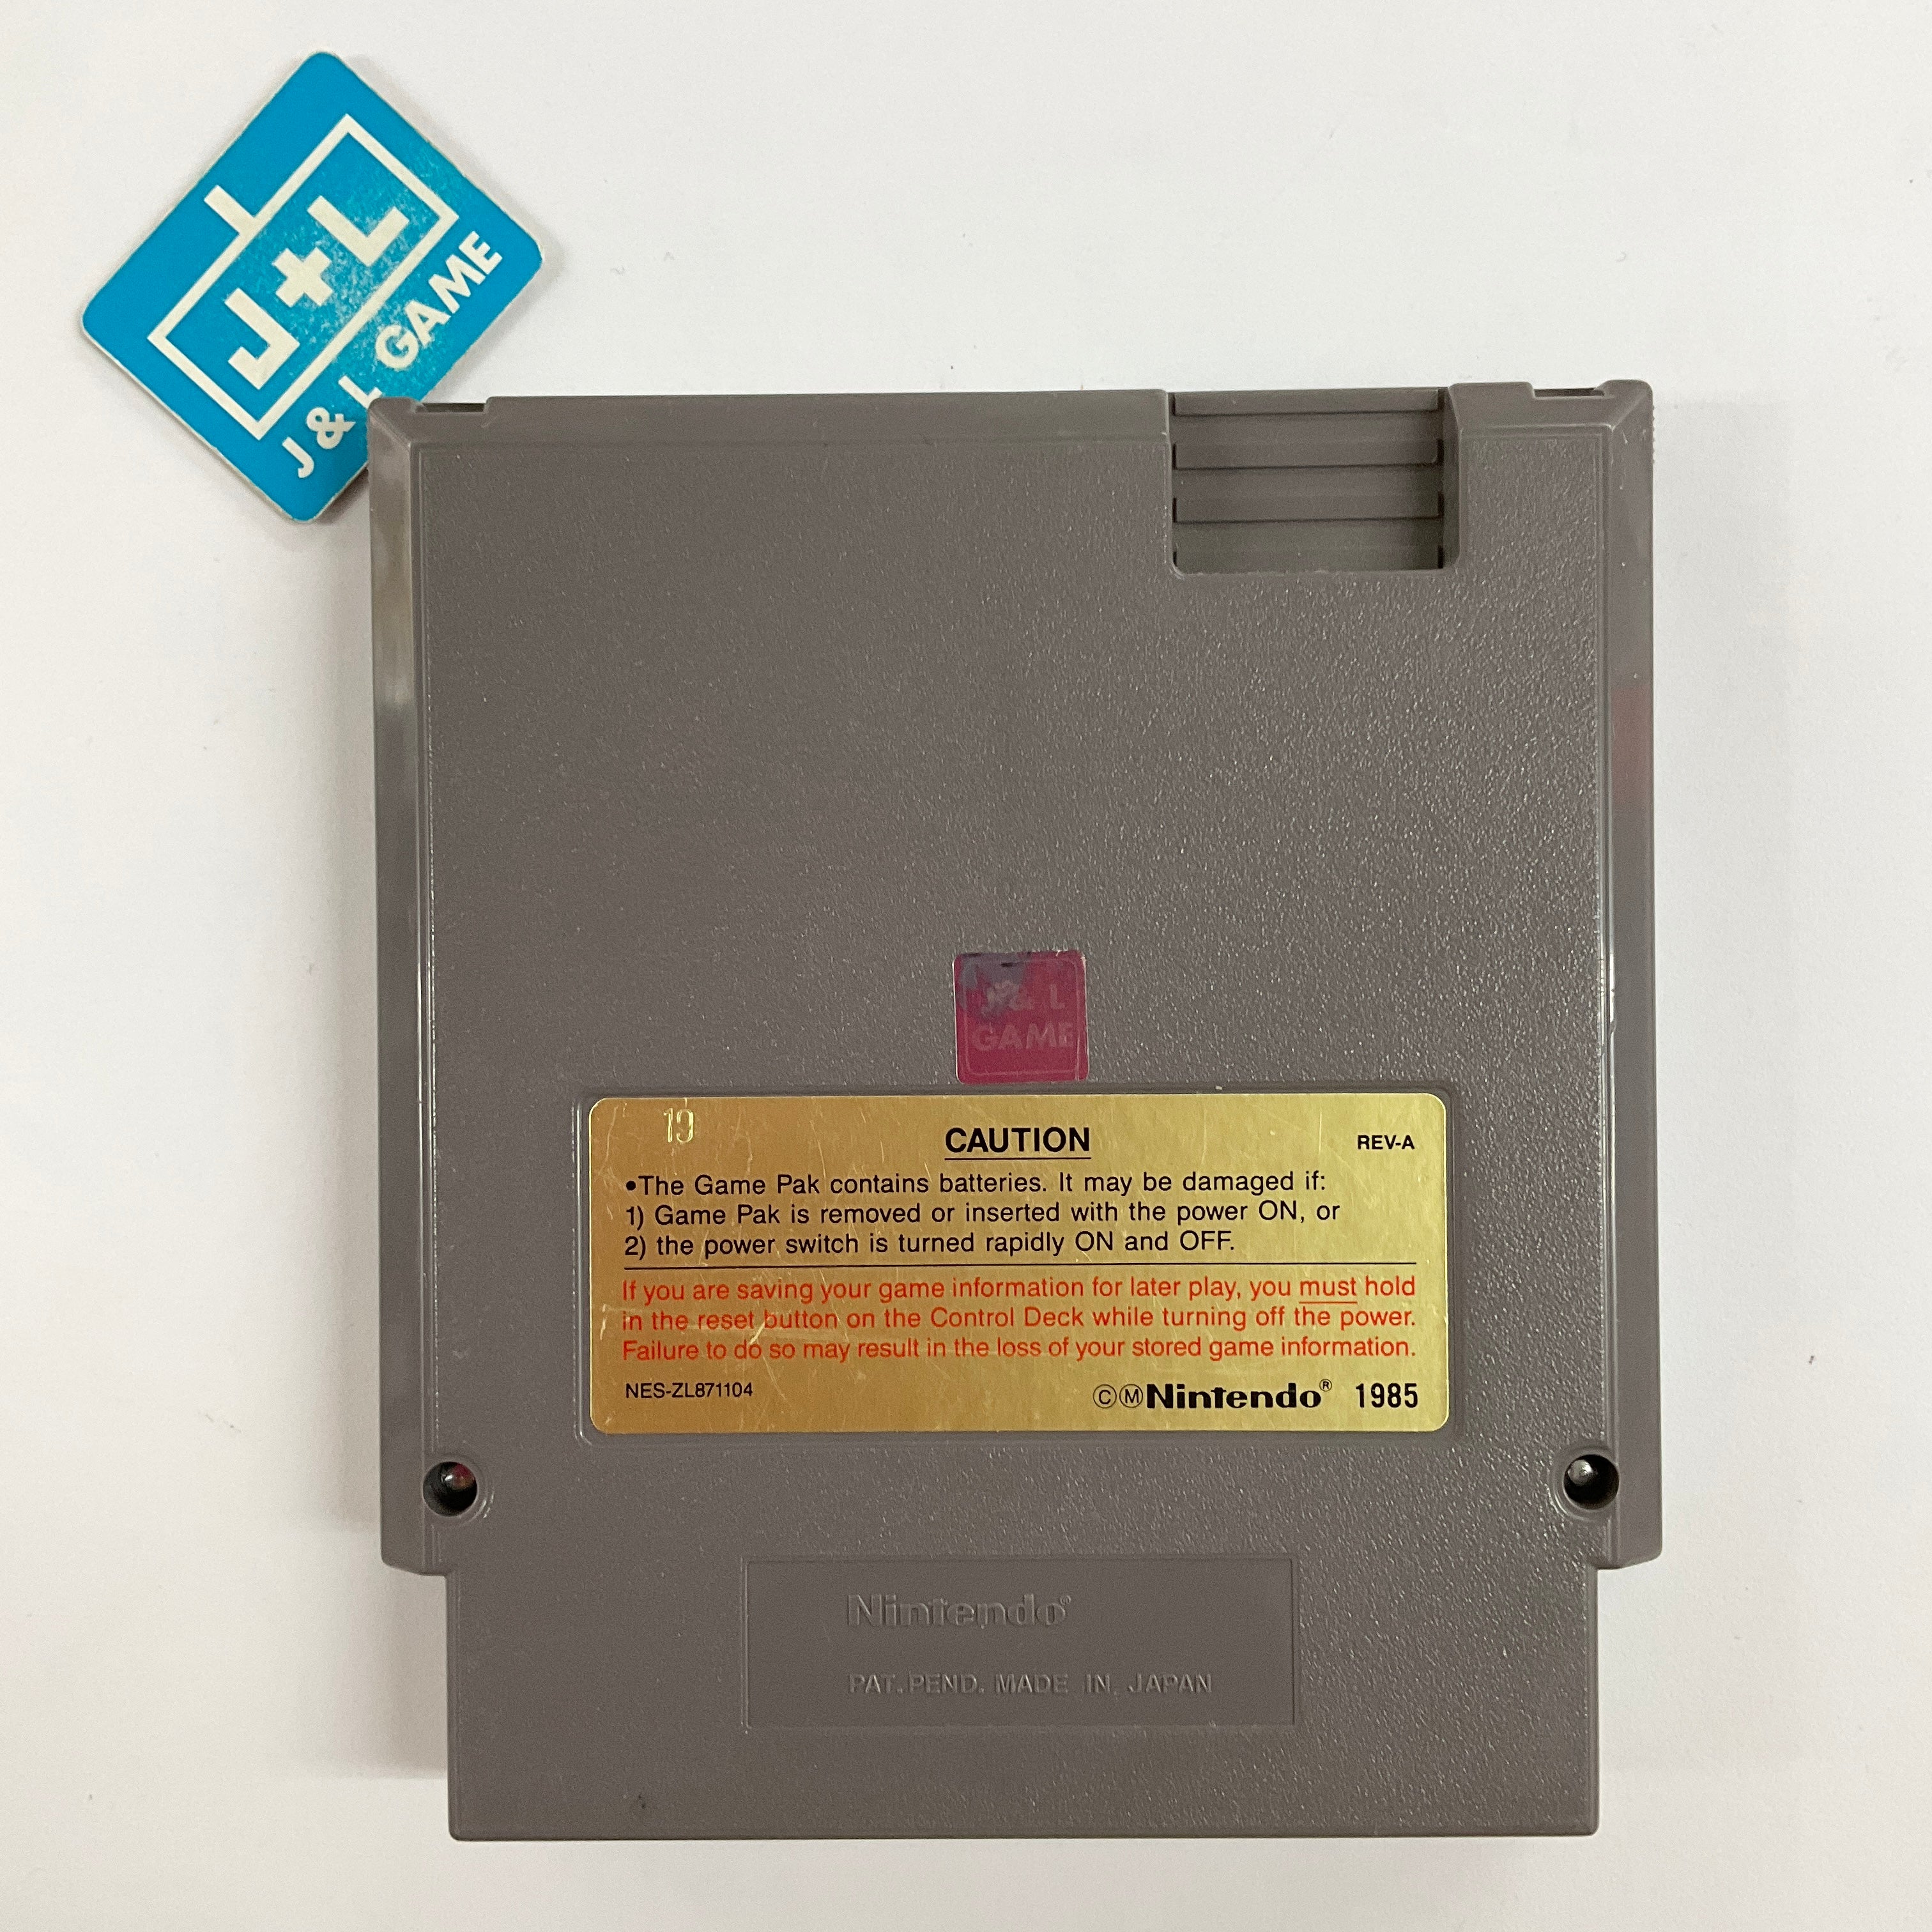 J+L
J & L GAME
J & L
GAME
19
CAUTION
REV-A
•The Game Pak contains batteries. It may be damaged if:
1) Game Pak is removed or inserted with the power ON, or
2) the power switch is turned rapidly ON and OFF.
If you are saving your game information for later play, you must hold
in the reset button on the Control Deck while turning off the power.
Failure to do so may result in the loss of your stored game information.
NES-ZL871104
ⒸⓂNintendo® 1985
Nintendo®
PAT. PEND. MADE IN JAPAN